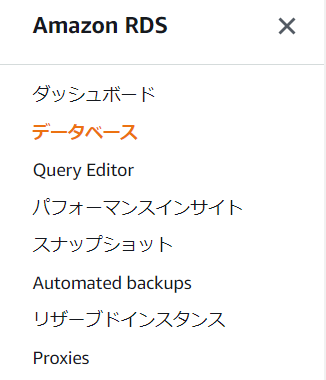 Amazon RDS
ダッシュボード
データベース
Query Editor
パフォーマンスインサイト
スナップショット
Automated backups
リザーブドインスタンス
Proxies